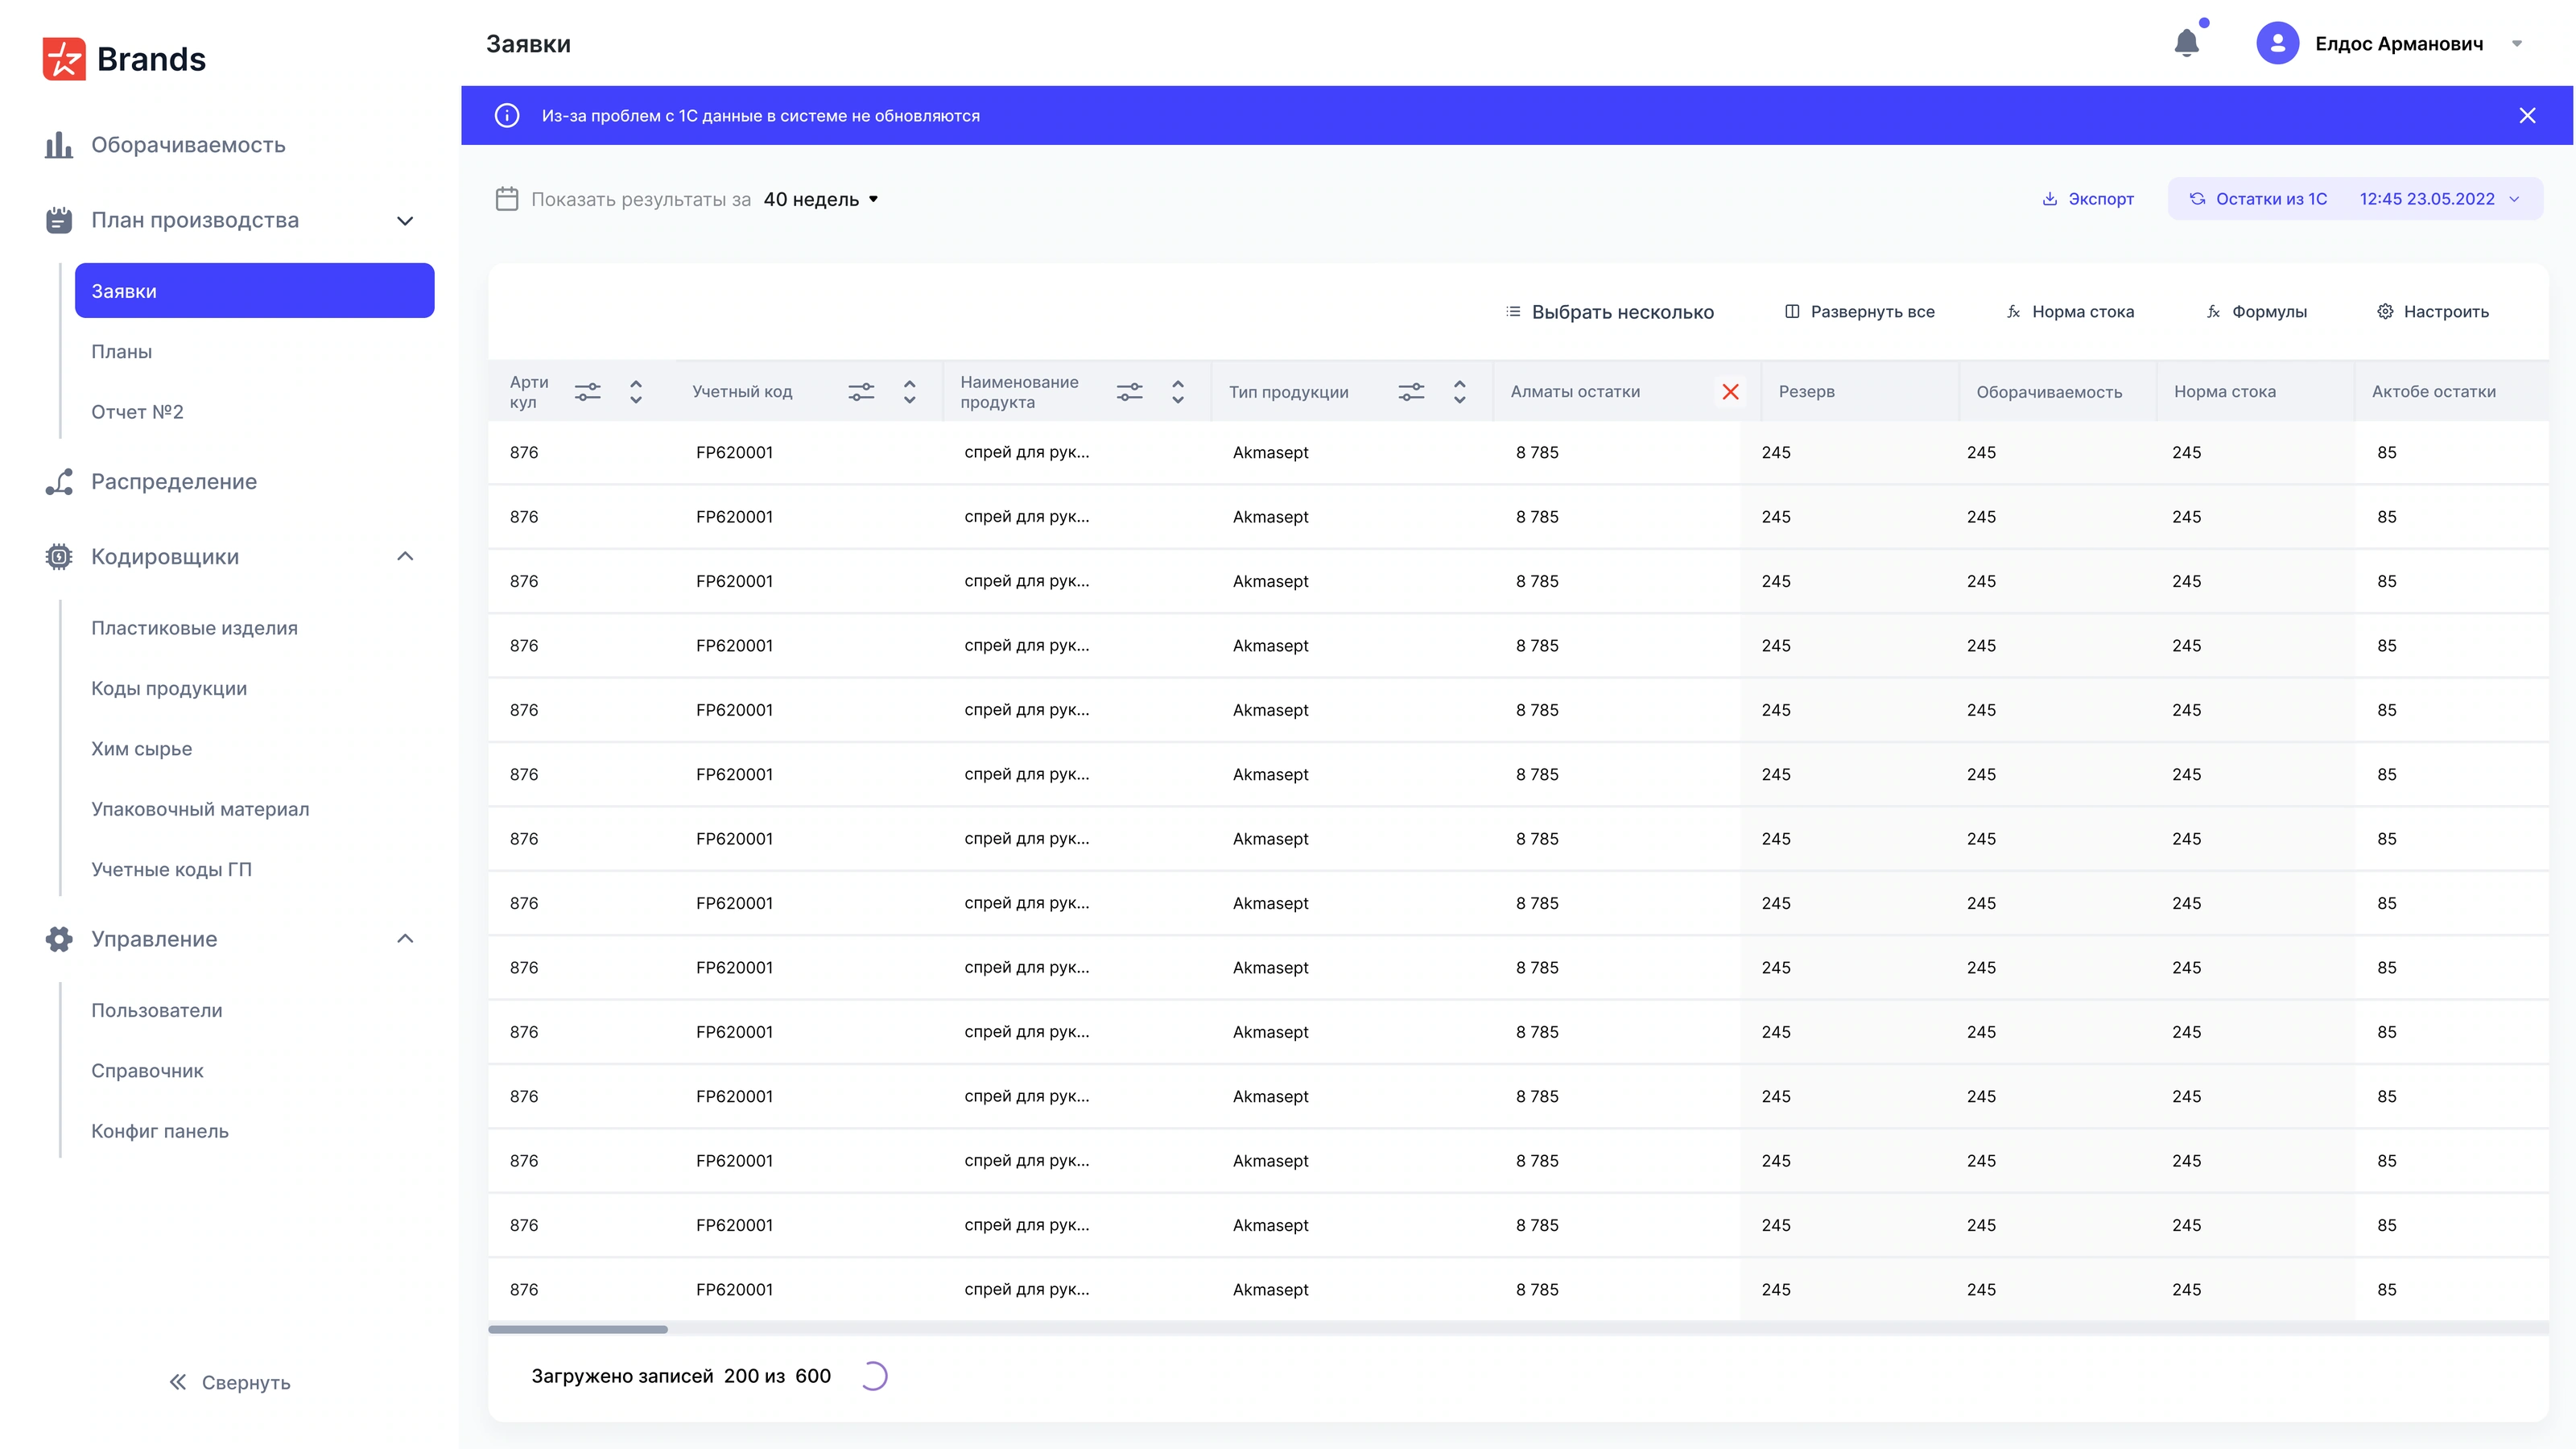 Brands
Заявки
Елдос Арманович
Из-за проблем с 1С данные в системе не обновляются
Оборачиваемость
План производства
Заявки
Планы
Отчет №2
Распределение
Кодировщики
Пластиковые изделия
Коды продукции
Хим сырье
Упаковочный материал
Учетные коды ГП
Управление
Пользователи
Справочник
Конфиг панель
Свернуть
Показать результаты за 40 недель
Экспорт
Остатки из 1С 12:45 23.05.2022
Выбрать несколько Развернуть все fx Норма стока fx Формулы Настроить
Арти
кул
Учетный код
Наименование
продукта
Тип продукции
Алматы остатки
Резерв
Оборачиваемость
Норма стока
Актобе остатки
876 FP620001 спрей для рук... Akmasept 8 785 245 245 245 85
876 FP620001 спрей для рук... Akmasept 8 785 245 245 245 85
876 FP620001 спрей для рук... Akmasept 8 785 245 245 245 85
876 FP620001 спрей для рук... Akmasept 8 785 245 245 245 85
876 FP620001 спрей для рук... Akmasept 8 785 245 245 245 85
876 FP620001 спрей для рук... Akmasept 8 785 245 245 245 85
876 FP620001 спрей для рук... Akmasept 8 785 245 245 245 85
876 FP620001 спрей для рук... Akmasept 8 785 245 245 245 85
876 FP620001 спрей для рук... Akmasept 8 785 245 245 245 85
876 FP620001 спрей для рук... Akmasept 8 785 245 245 245 85
876 FP620001 спрей для рук... Akmasept 8 785 245 245 245 85
876 FP620001 спрей для рук... Akmasept 8 785 245 245 245 85
876 FP620001 спрей для рук... Akmasept 8 785 245 245 245 85
876 FP620001 спрей для рук... Akmasept 8 785 245 245 245 85
Загружено записей 200 из 600